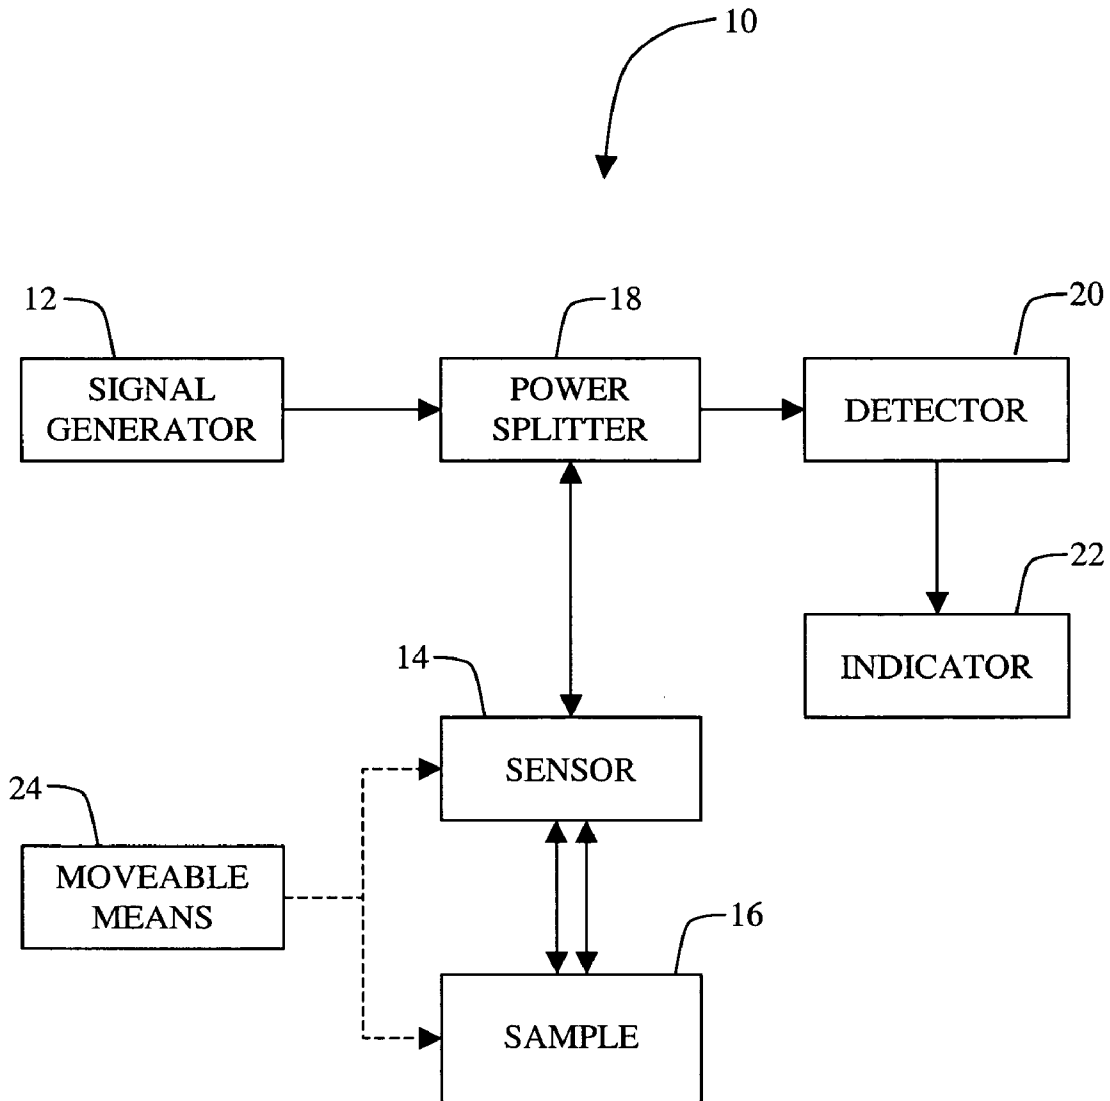 10
12
18
20
SIGNAL
GENERATOR
POWER
SPLITTER
DETECTOR
22
INDICATOR
14
SENSOR
24
MOVEABLE
MEANS
16
SAMPLE